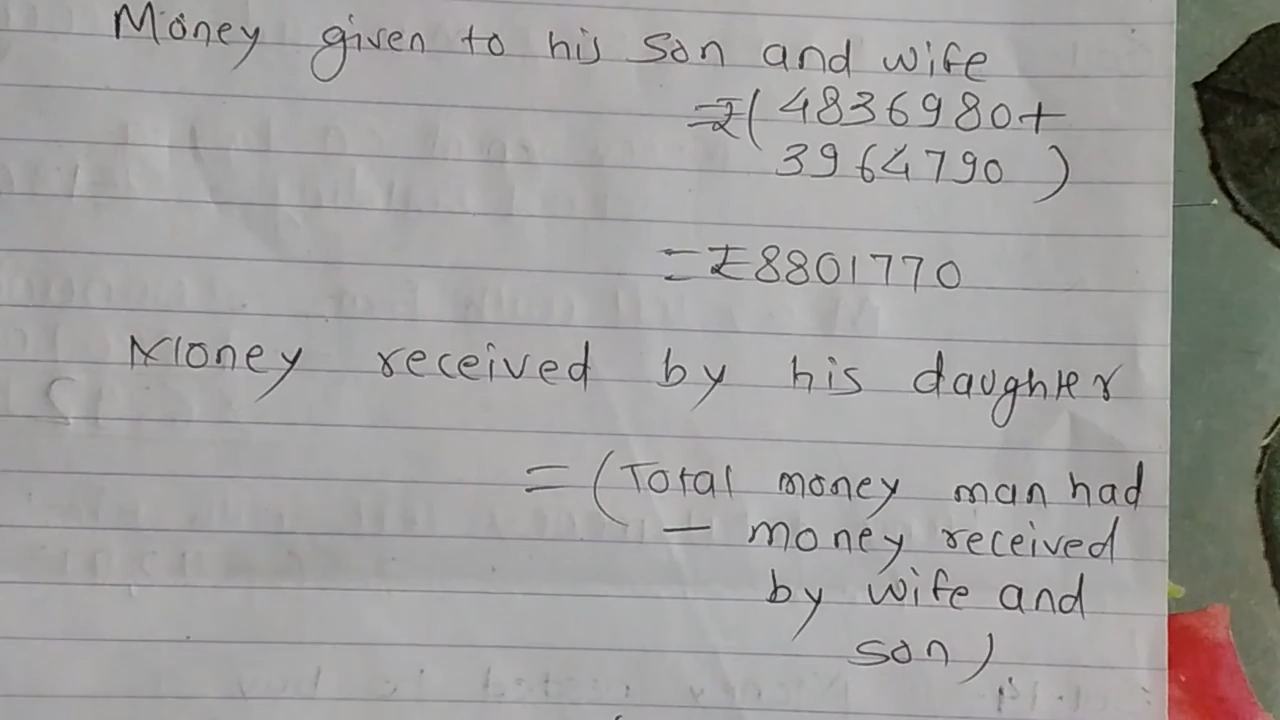 Money given to his son and wife
=₹(4836980+
3964790)
=₹8801770
Money received by his daughter
=(Total money man had
- money received
by wife and
son)